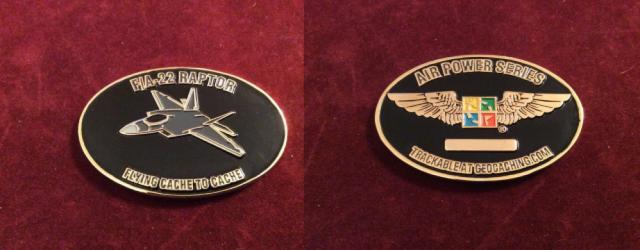 F/A-22 RAPTOR
FLYING CACHE TO CACHE
AIR POWER SERIES
®
TRACKABLE AT GEOCACHING.COM